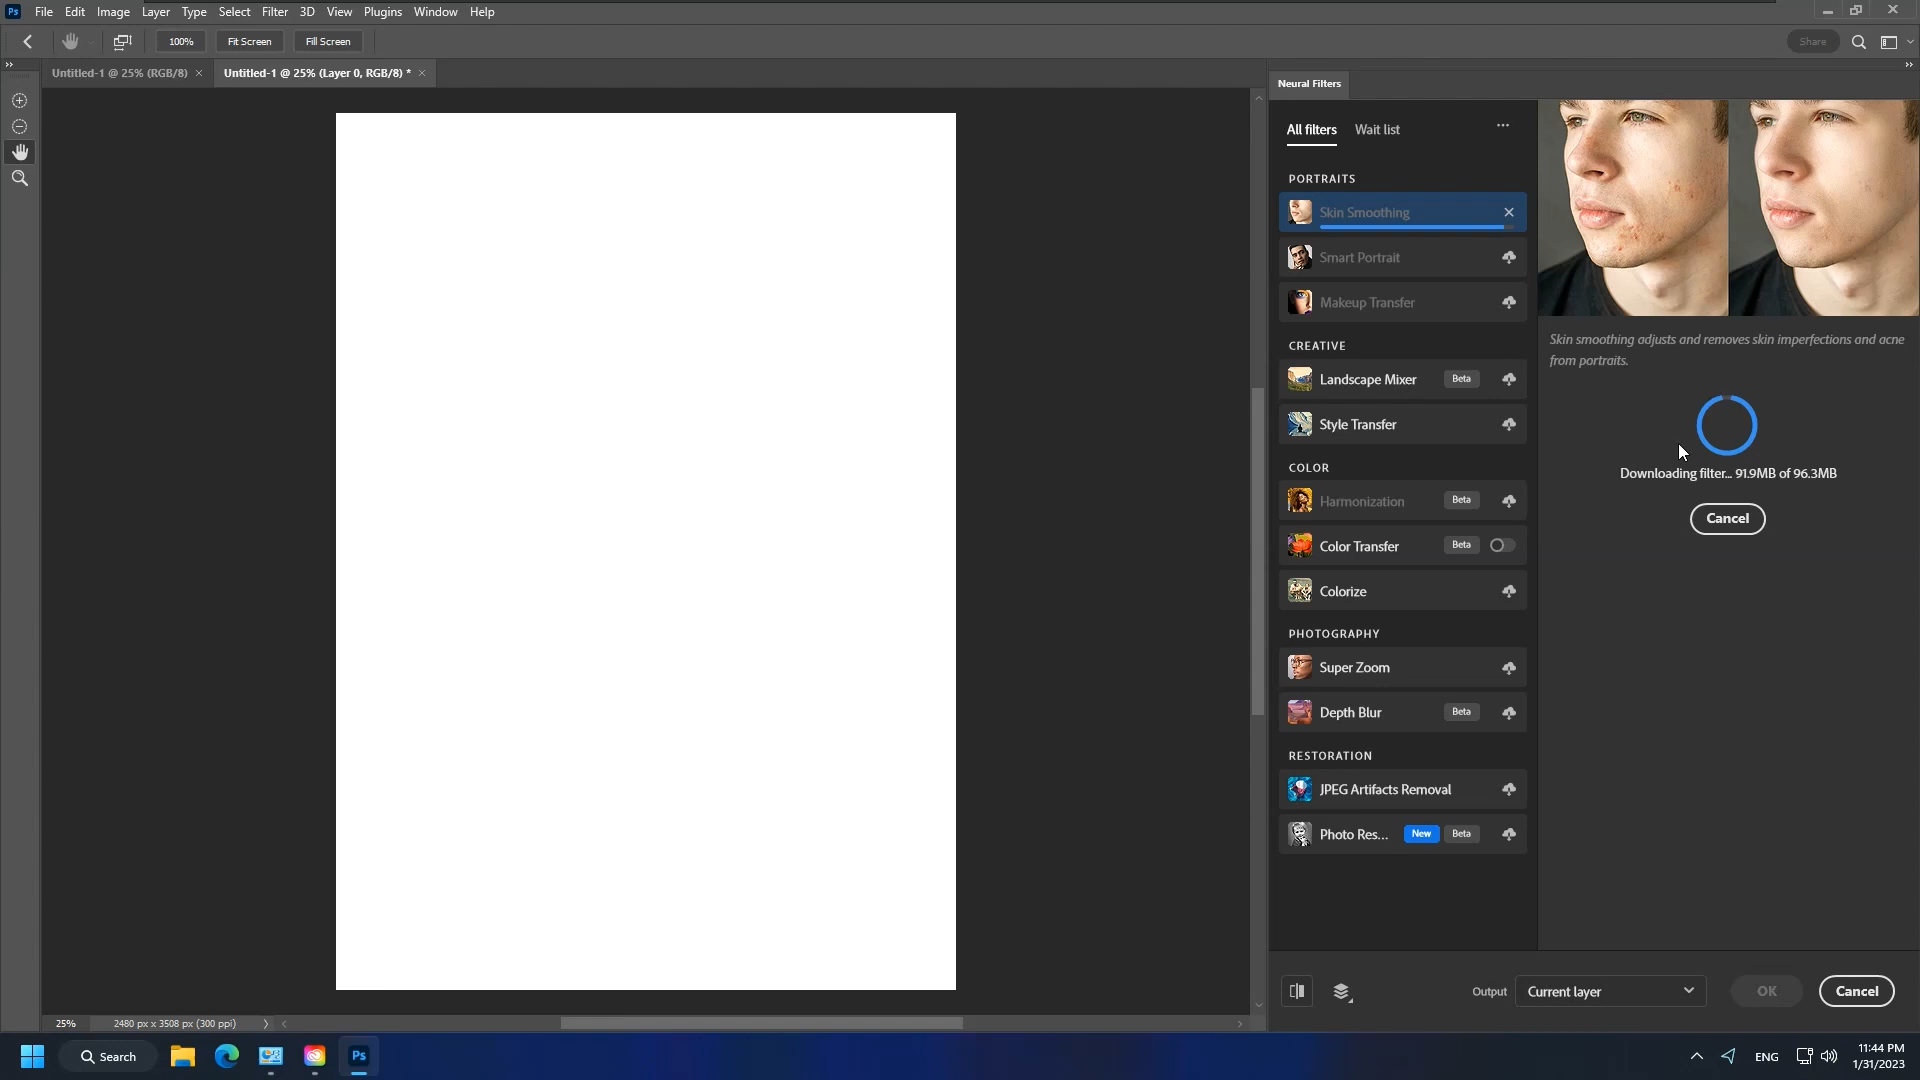 Ps File Edit Image Layer Type Select Filter 3D View Plugins Window Help
100% Fit Screen Fill Screen Share
Untitled-1 @ 25% (RGB/8) × Untitled-1 @ 25% (Layer 0, RGB/8) * ×
Neural Filters
All filters Wait list
PORTRAITS
Skin Smoothing
Smart Portrait
Makeup Transfer
CREATIVE
Landscape Mixer Beta
Style Transfer
COLOR
Harmonization Beta
Color Transfer Beta
Colorize
PHOTOGRAPHY
Super Zoom
Depth Blur Beta
RESTORATION
JPEG Artifacts Removal
Photo Res... New Beta
Skin smoothing adjusts and removes skin imperfections and acne
from portraits.
Downloading filter... 91.9MB of 96.3MB
Cancel
Output Current layer OK Cancel
25% 2480 px x 3508 px (300 ppi)
Search Ps ENG 11:44 PM
1/31/2023